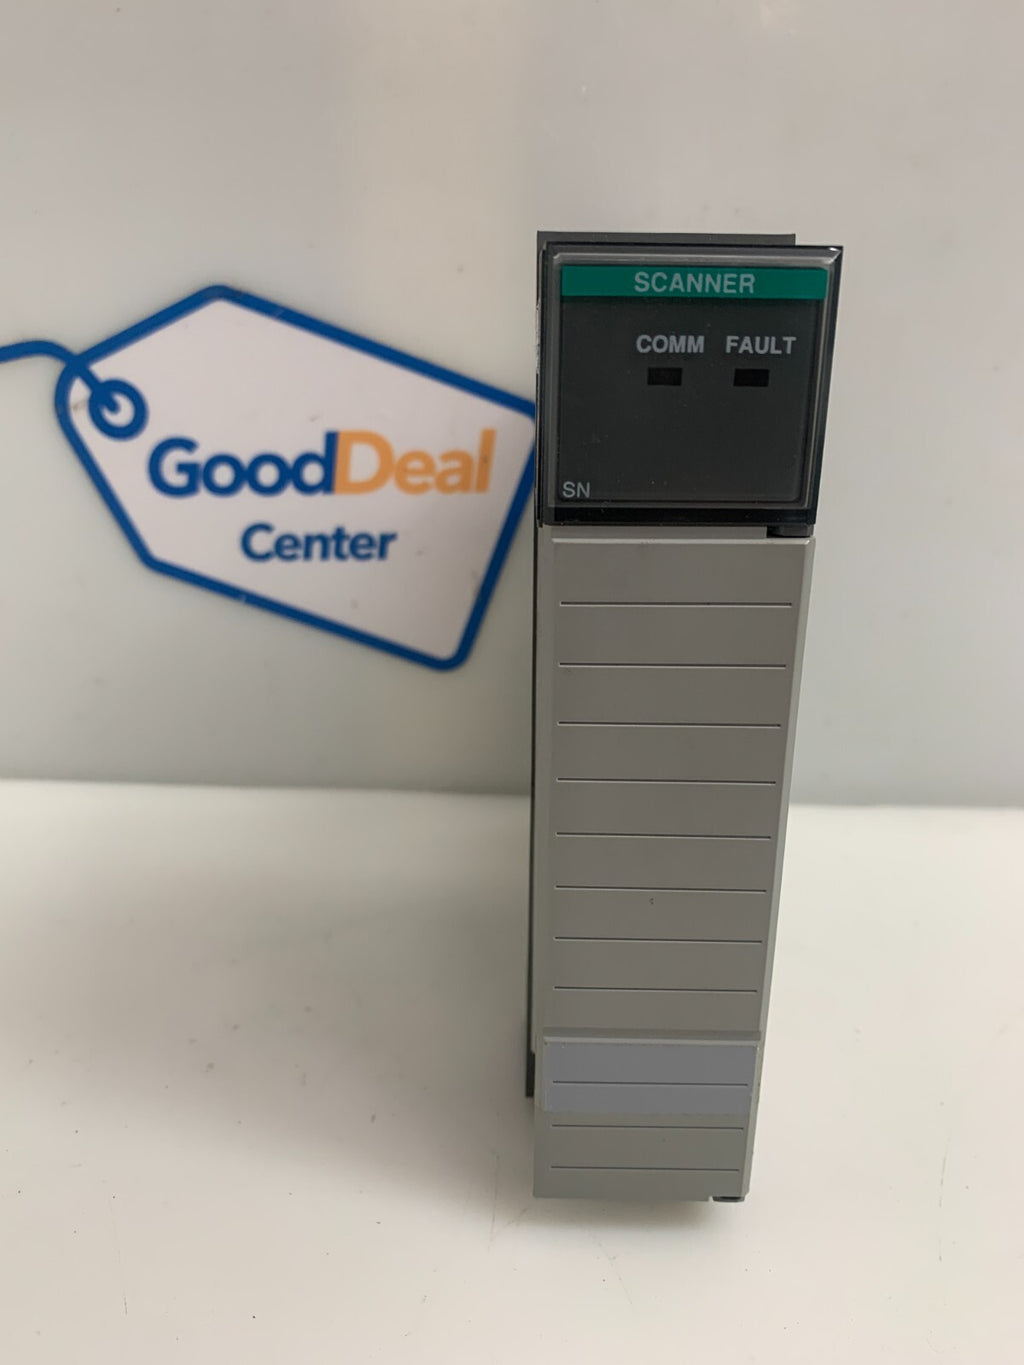 SCANNER
COMM FAULT
SN
GoodDeal
Center